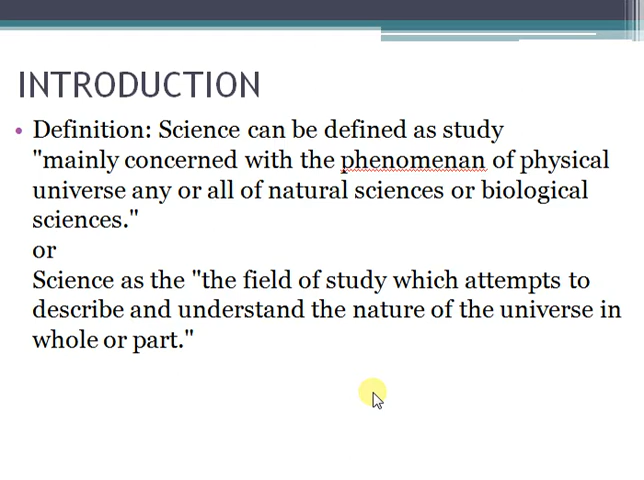 INTRODUCTION
• Definition: Science can be defined as study
"mainly concerned with the phenomenan of physical
universe any or all of natural sciences or biological
sciences."
or
Science as the "the field of study which attempts to
describe and understand the nature of the universe in
whole or part."